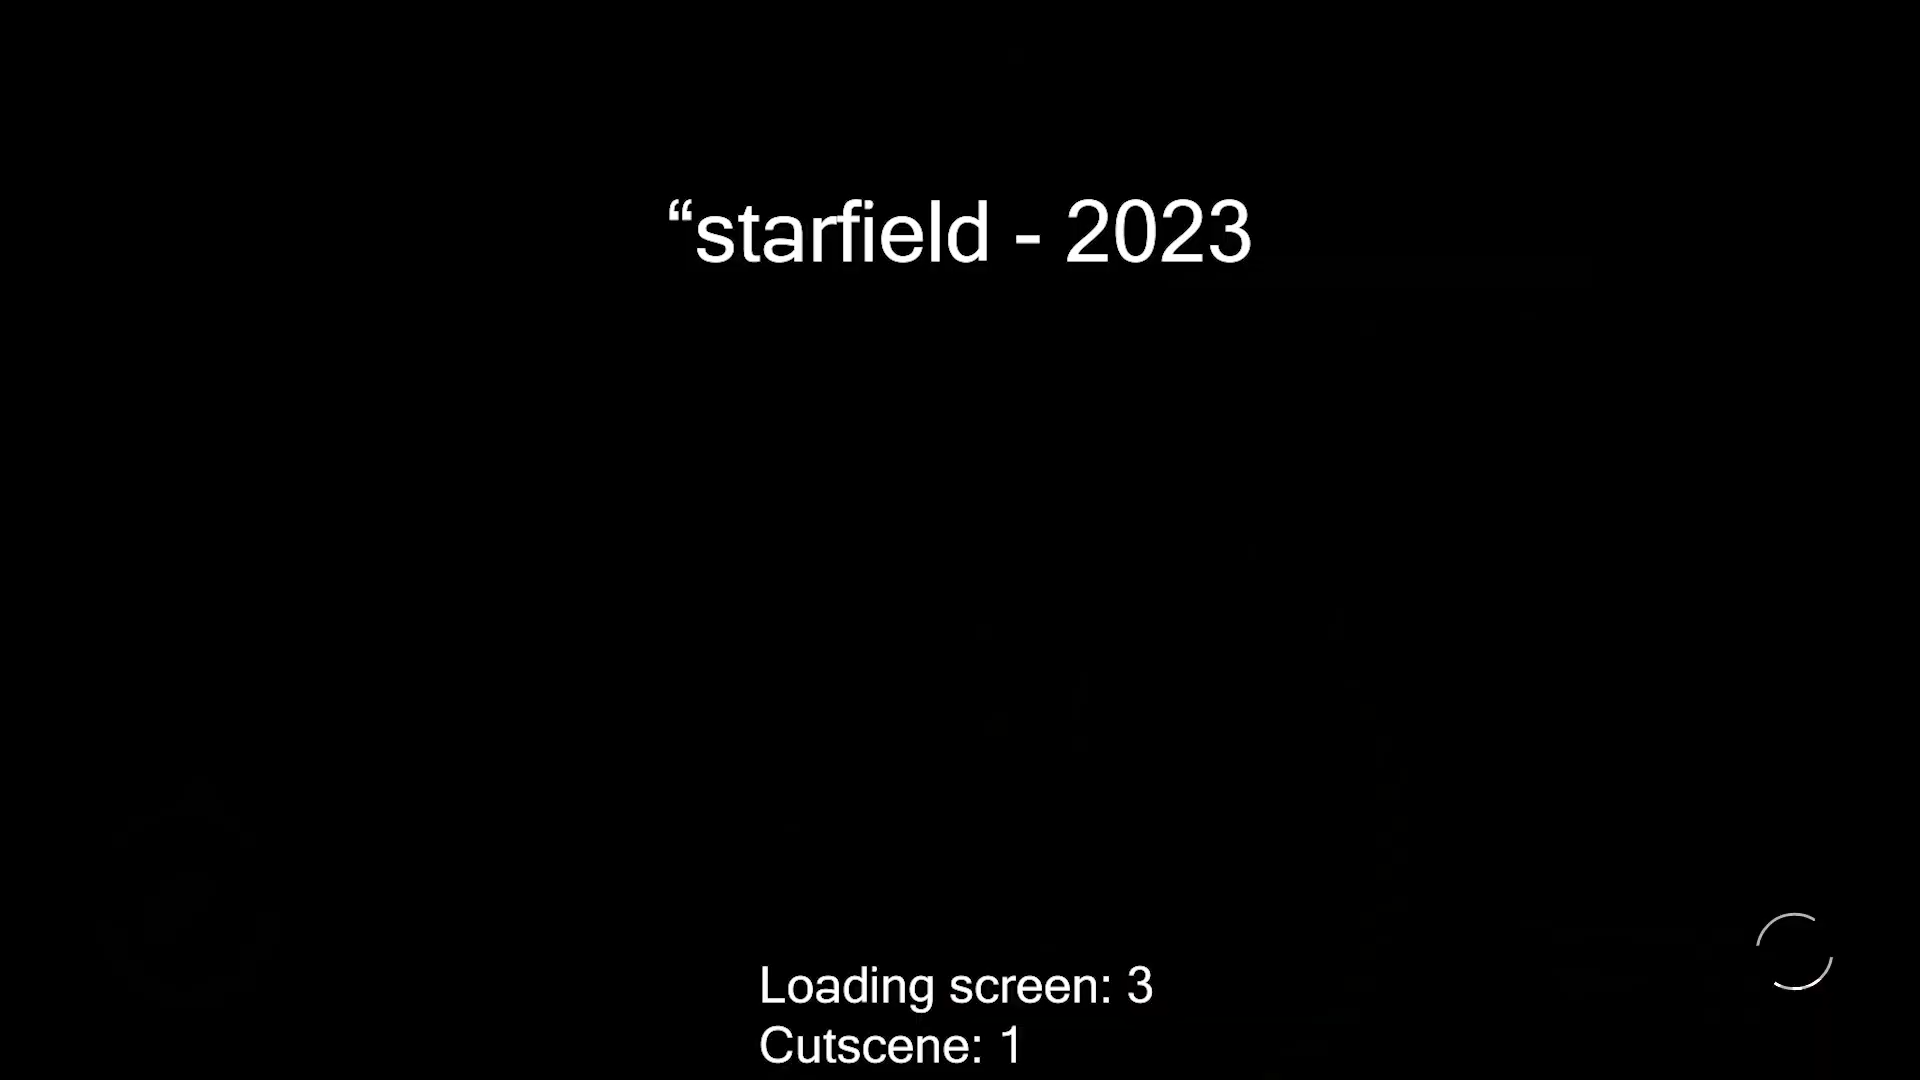 “starfield - 2023
Loading screen: 3
Cutscene: 1